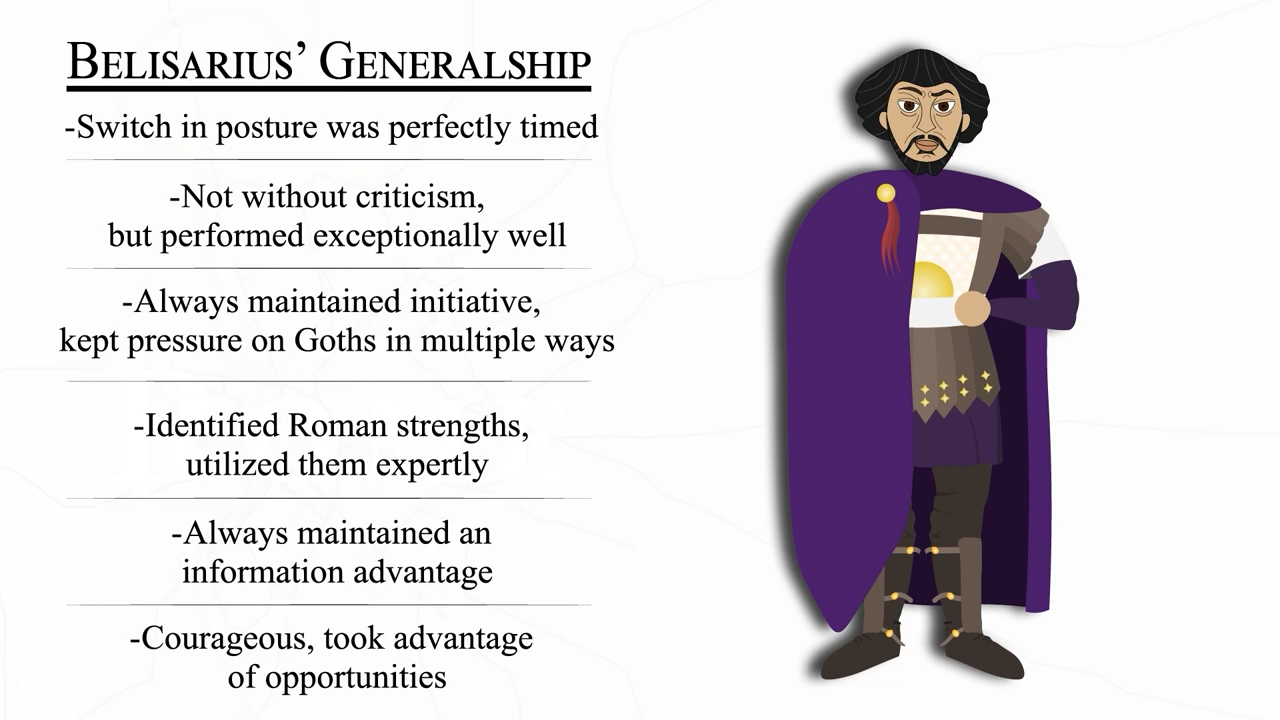 Belisarius’ Generalship
-Switch in posture was perfectly timed
-Not without criticism,
but performed exceptionally well
-Always maintained initiative,
kept pressure on Goths in multiple ways
-Identified Roman strengths,
utilized them expertly
-Always maintained an
information advantage
-Courageous, took advantage
of opportunities